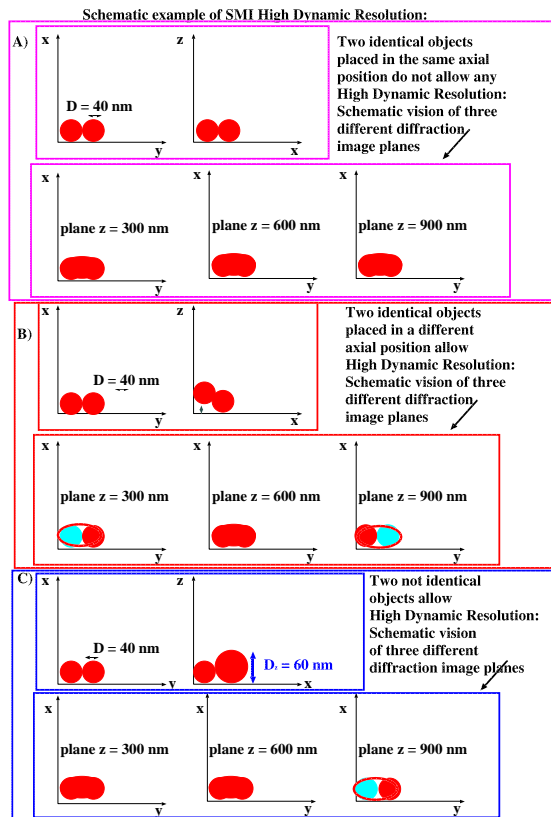 Schematic example of SMI High Dynamic Resolution:
A)
x
D = 40 nm
y
z
x
Two identical objects
placed in the same axial
position do not allow any
High Dynamic Resolution:
Schematic vision of three
different diffraction
image planes
x
plane z = 300 nm
y
x
plane z = 600 nm
y
x
plane z = 900 nm
y
B)
x
D = 40 nm
y
z
x
Two identical objects
placed in a different
axial position allow
High Dynamic Resolution:
Schematic vision of three
different diffraction
image planes
x
plane z = 300 nm
y
x
plane z = 600 nm
y
x
plane z = 900 nm
y
C)
x
D = 40 nm
y
z
D_z = 60 nm
x
Two not identical
objects allow
High Dynamic Resolution:
Schematic vision
of three different
diffraction image planes
x
plane z = 300 nm
y
x
plane z = 600 nm
y
x
plane z = 900 nm
y